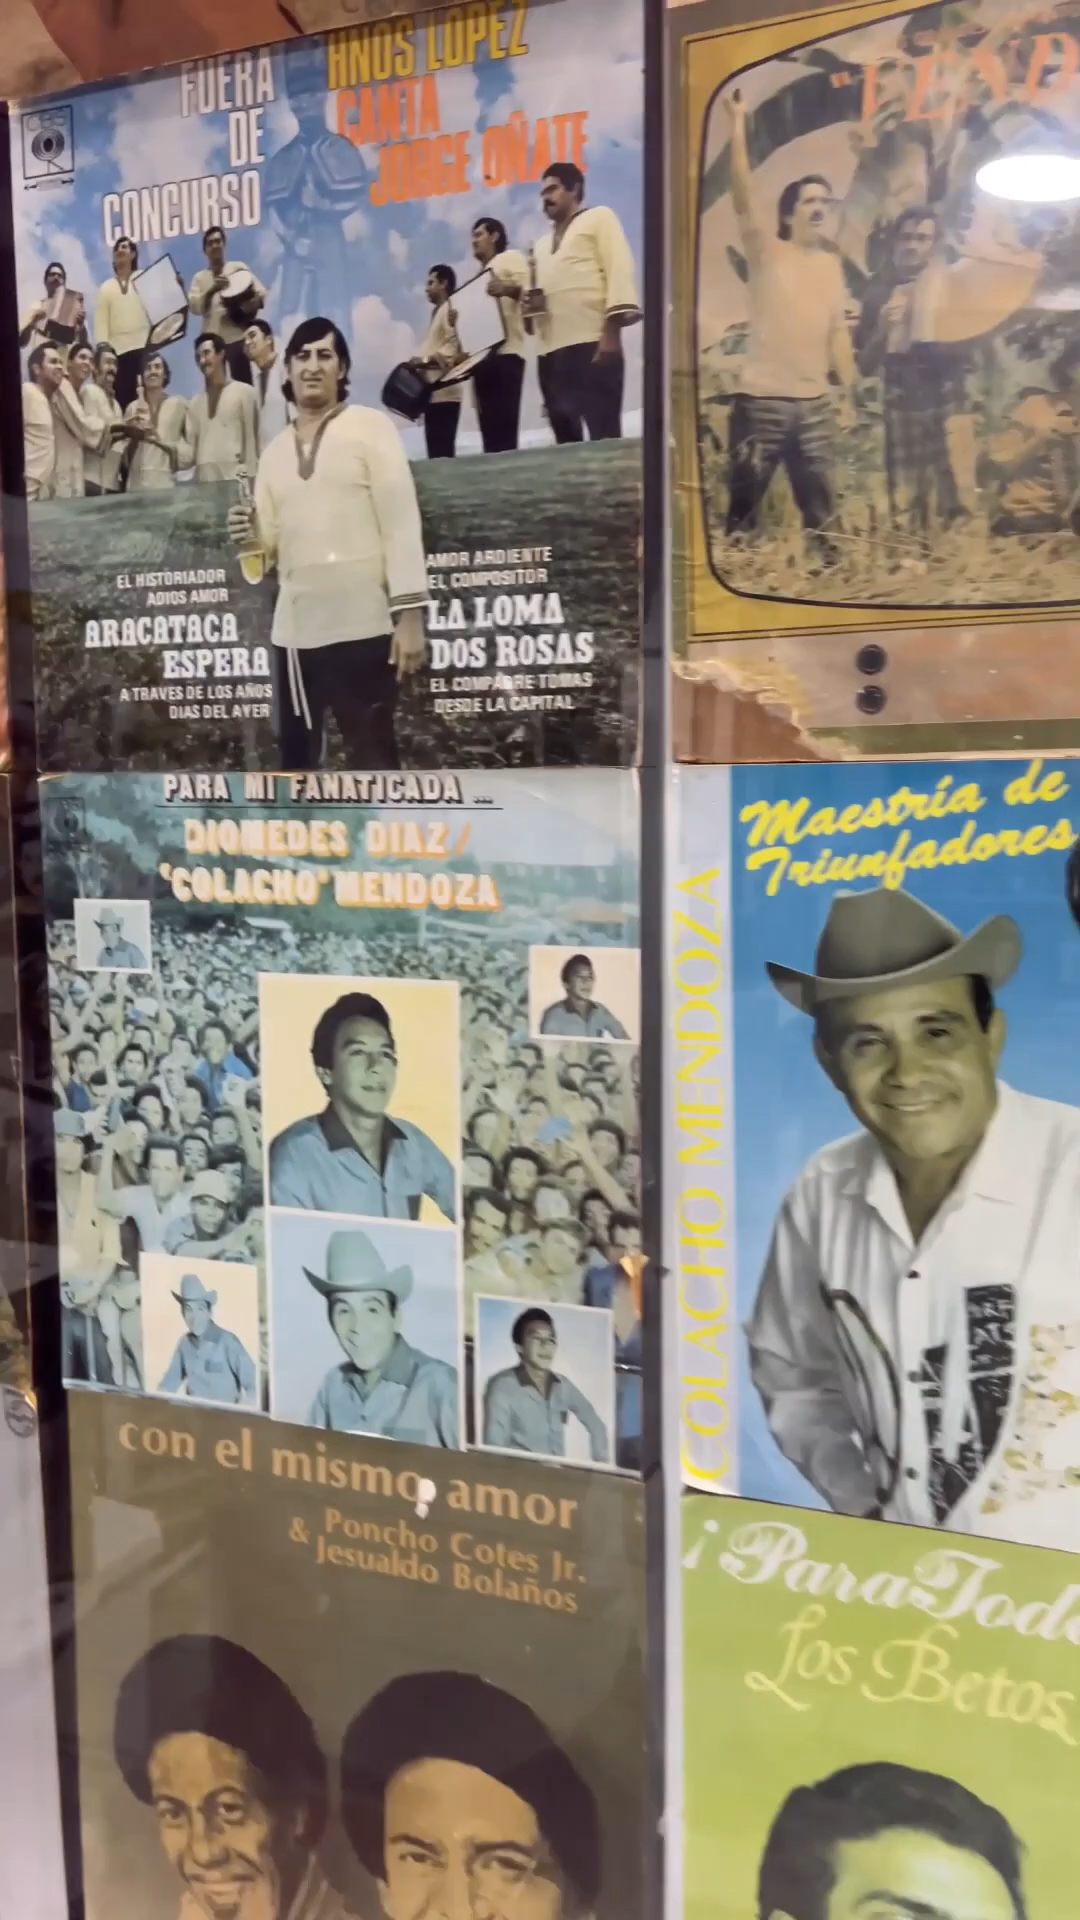 FUERA
DE
CONCURSO
CBS
ANOS LOPEZ
CANTA
JORGE OÑATE
EL HISTORIADOR
ADIOS AMOR
ARACATACA
ESPERA
A TRAVES DE LOS AÑOS
DIAS DEL AYER
AMOR ARDIENTE
EL COMPOSITOR
LA LOMA
DOS ROSAS
EL COMPADRE TOMAS
DESDE LA CAPITAL
PARA MI FANATICADA ...
DIOMEDES DIAZ /
"COLACHO" MENDOZA
COLACHO MENDOZA
Maestría de
Triunfadores
con el mismo amor
Poncho Cotes Jr.
& Jesualdo Bolaños
¡Para Tod
Los Betos